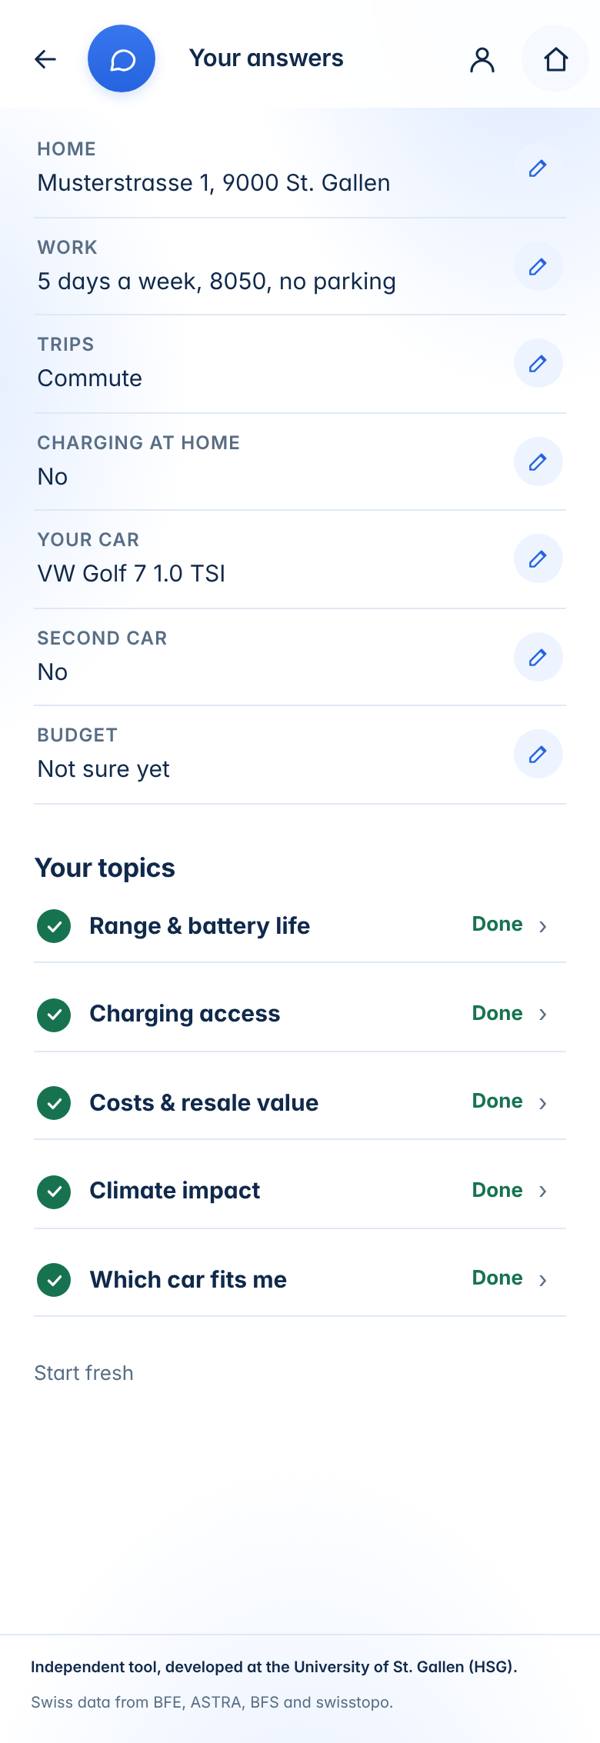 Your answers
HOME
Musterstrasse 1, 9000 St. Gallen
WORK
5 days a week, 8050, no parking
TRIPS
Commute
CHARGING AT HOME
No
YOUR CAR
VW Golf 7 1.0 TSI
SECOND CAR
No
BUDGET
Not sure yet
Your topics
Range & battery life Done
Charging access Done
Costs & resale value Done
Climate impact Done
Which car fits me Done
Start fresh
Independent tool, developed at the University of St. Gallen (HSG).
Swiss data from BFE, ASTRA, BFS and swisstopo.